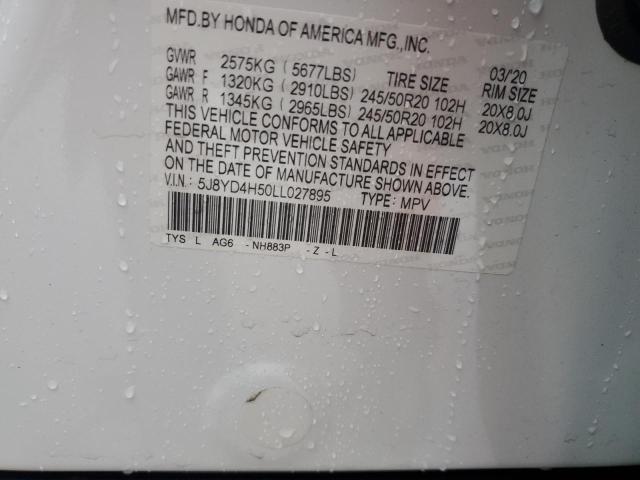 MFD.BY HONDA OF AMERICA MFG.,INC.
GVWR 2575KG ( 5677LBS) TIRE SIZE 03/20 RIM SIZE
GAWR F 1320KG ( 2910LBS) 245/50R20 102H 20X8.0J
GAWR R 1345KG ( 2965LBS) 245/50R20 102H 20X8.0J
THIS VEHICLE CONFORMS TO ALL APPLICABLE
FEDERAL MOTOR VEHICLE SAFETY
AND THEFT PREVENTION STANDARDS IN EFFECT
ON THE DATE OF MANUFACTURE SHOWN ABOVE.
V.I.N.: 5J8YD4H50LL027895 TYPE: MPV
TYS L AG6 - NH883P - Z - L